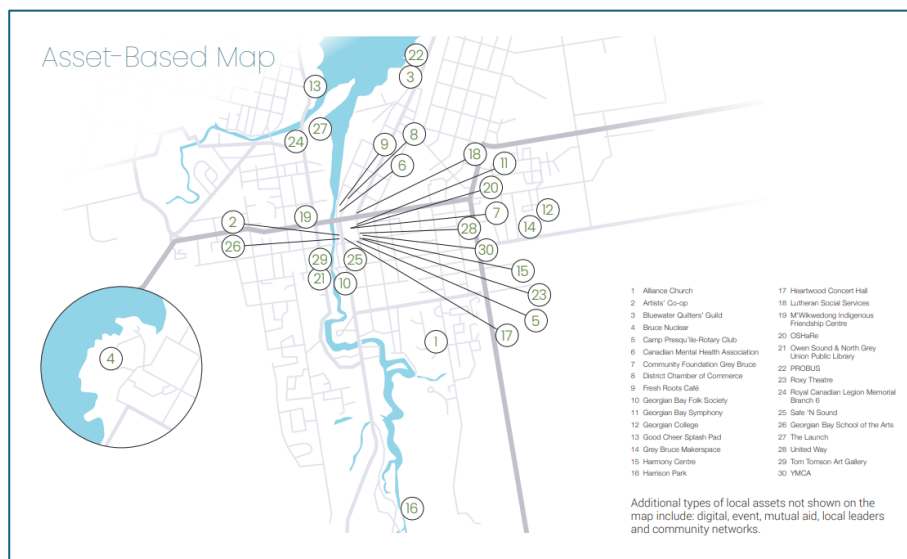 Asset-Based Map
22
3
13
27
24
9
8
6
18
11
20
7
12
14
28
30
19
2
26
29
25
21
10
15
23
5
17
1
4
16
1 Alliance Church
2 Artists' Co-op
3 Bluewater Quilters' Guild
4 Bruce Nuclear
5 Camp Presqu'ile-Rotary Club
6 Canadian Mental Health Association
7 Community Foundation Grey Bruce
8 District Chamber of Commerce
9 Fresh Roots Café
10 Georgian Bay Folk Society
11 Georgian Bay Symphony
12 Georgian College
13 Good Cheer Splash Pad
14 Grey Bruce Makerspace
15 Harmony Centre
16 Harrison Park
17 Heartwood Concert Hall
18 Lutheran Social Services
19 M'Wikwedong Indigenous
Friendship Centre
20 OSHaRe
21 Owen Sound & North Grey
Union Public Library
22 PROBUS
23 Roxy Theatre
24 Royal Canadian Legion Memorial
Branch 6
25 Safe 'N Sound
26 Georgian Bay School of the Arts
27 The Launch
28 United Way
29 Tom Tomson Art Gallery
30 YMCA
Additional types of local assets not shown on the
map include: digital, event, mutual aid, local leaders
and community networks.